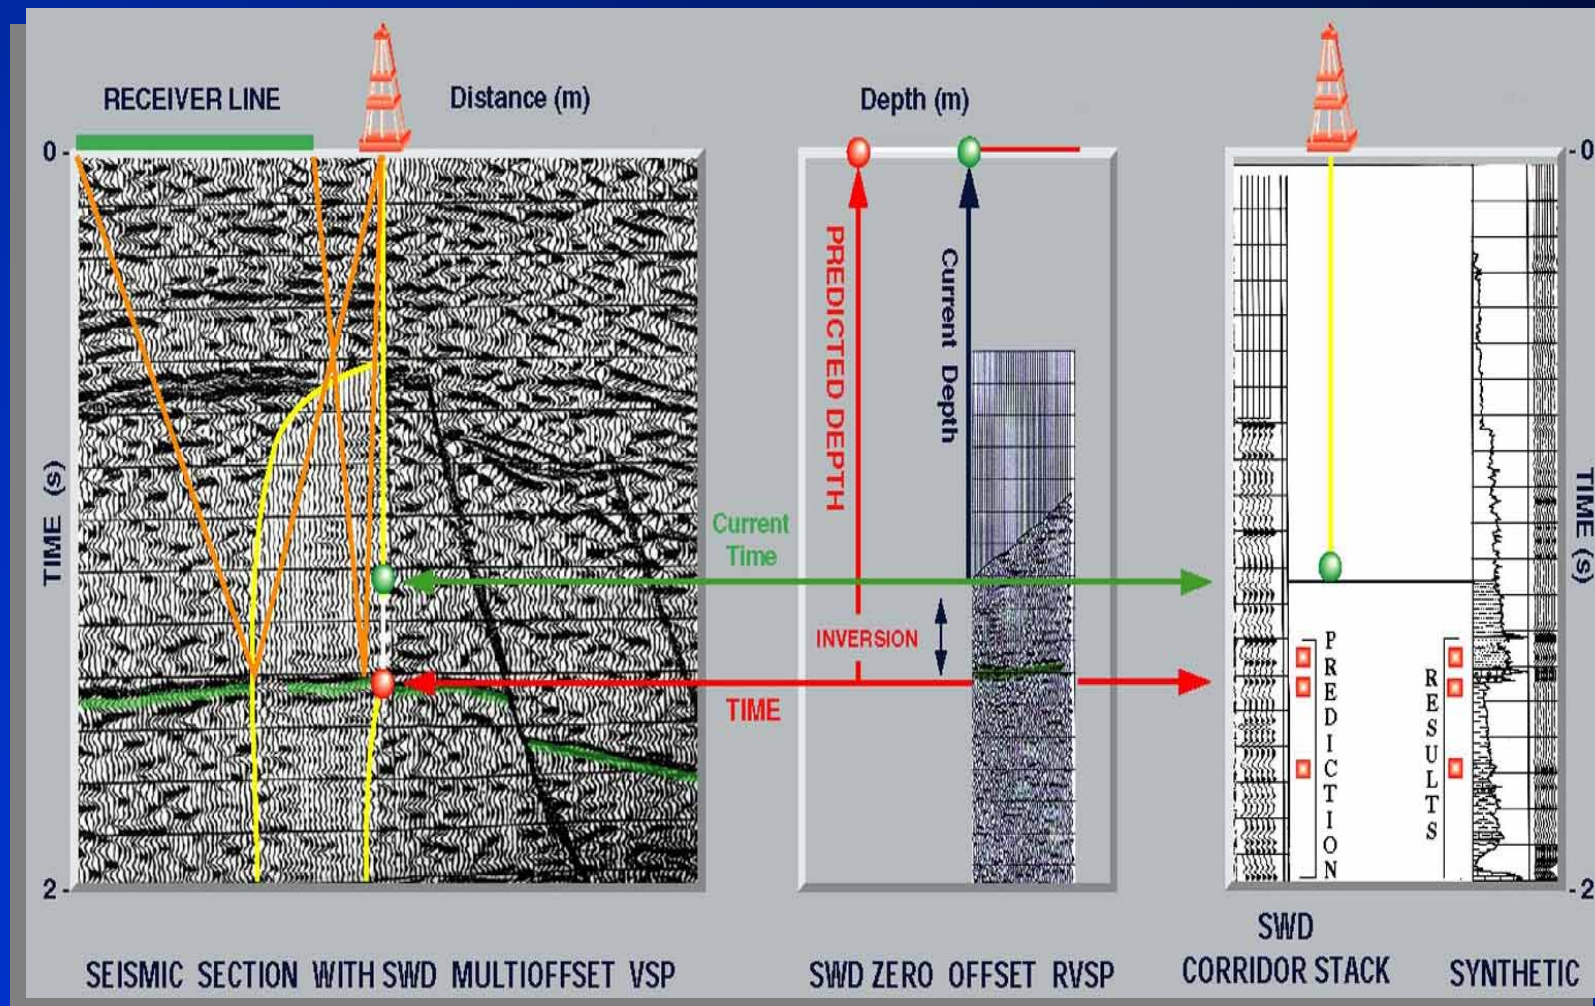 RECEIVER LINE
Distance (m)
Depth (m)
0
0
PREDICTED DEPTH
Current Depth
TIME (s)
Current
Time
TIME (s)
INVERSION
TIME
PREDICTION
RESULTS
2
2
SEISMIC SECTION WITH SWD MULTIOFFSET VSP
SWD ZERO OFFSET RVSP
SWD
CORRIDOR STACK
SYNTHETIC